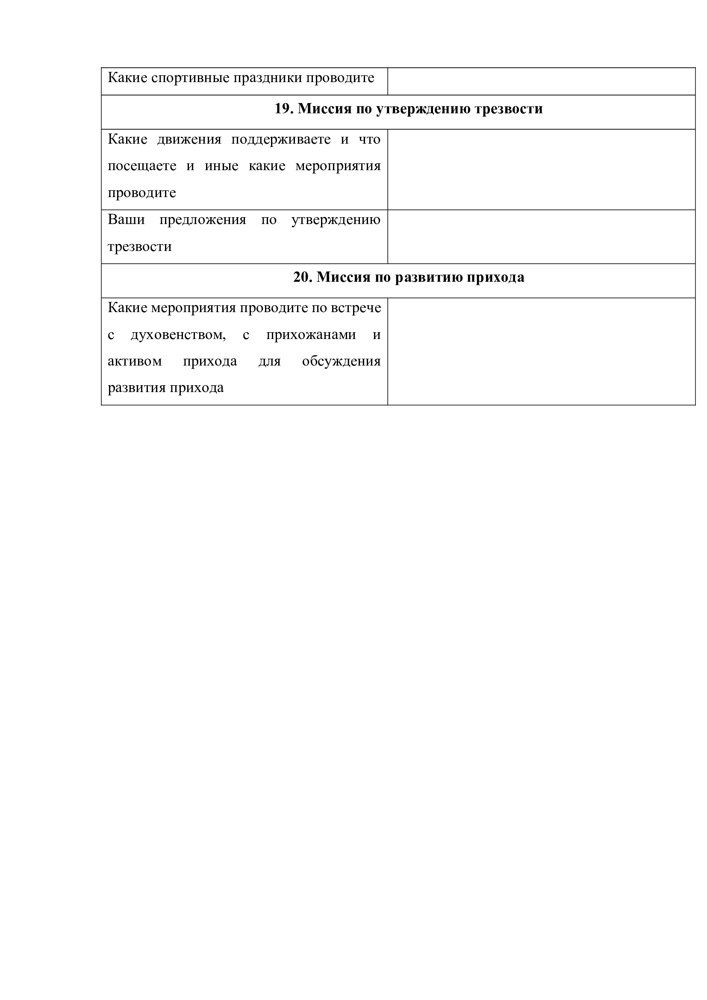 Какие спортивные праздники проводите
19. Миссия по утверждению трезвости
Какие движения поддерживаете и что
посещаете и иные какие мероприятия
проводите
Ваши предложения по утверждению
трезвости
20. Миссия по развитию прихода
Какие мероприятия проводите по встрече
с духовенством, с прихожанами и
активом прихода для обсуждения
развития прихода